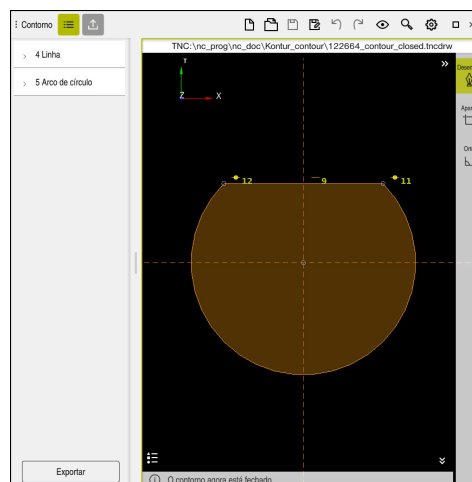 Contorno
TNC:\nc_prog\nc_doc\Kontur_contour\122664_contour_closed.tncdrw
4 Linha
5 Arco de círculo
Z
X
12
9
11
Exportar
O contorno agora está fechado